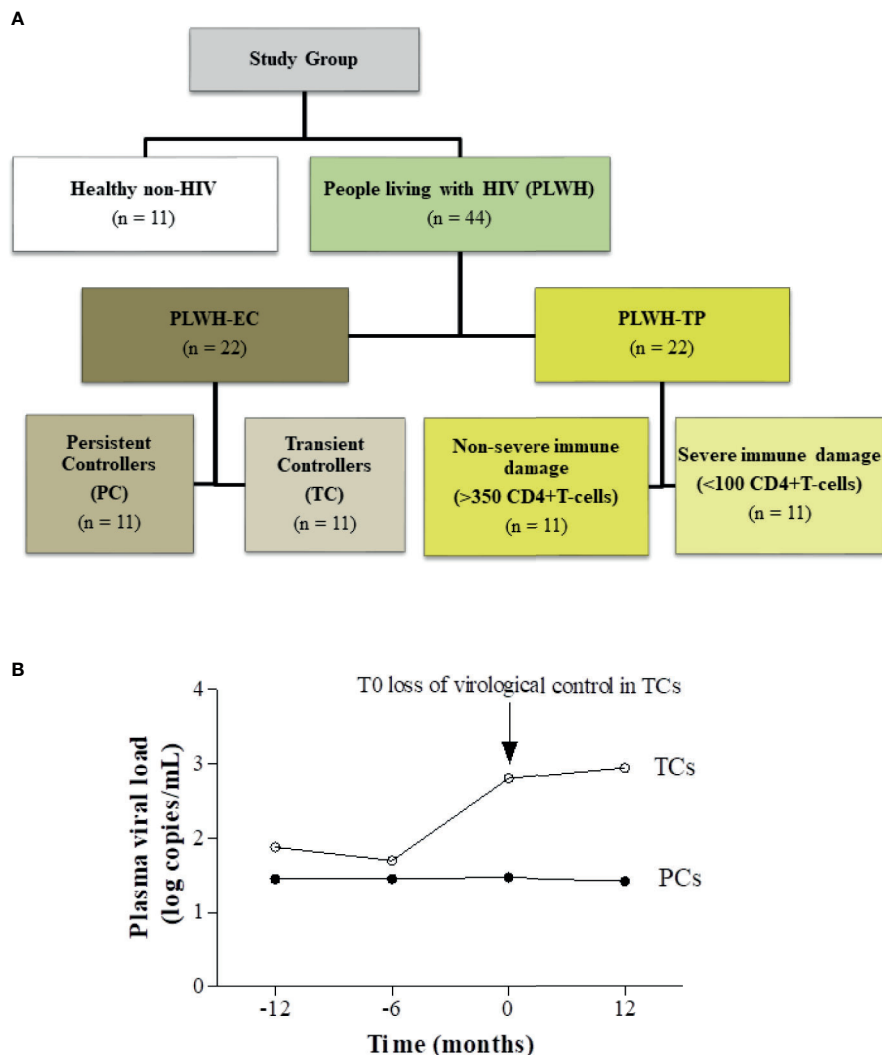 A
Study Group
Healthy non-HIV
(n = 11)
People living with HIV (PLWH)
(n = 44)
PLWH-EC
(n = 22)
PLWH-TP
(n = 22)
Persistent
Controllers
(PC)
(n = 11)
Transient
Controllers
(TC)
(n = 11)
Non-severe immune
damage
(>350 CD4+T-cells)
(n = 11)
Severe immune damage
(<100 CD4+T-cells)
(n = 11)
B
T0 loss of virological control in TCs
Plasma viral load
(log copies/mL)
4
3
2
1
0
TCs
PCs
-12
-6
0
12
Time (months)